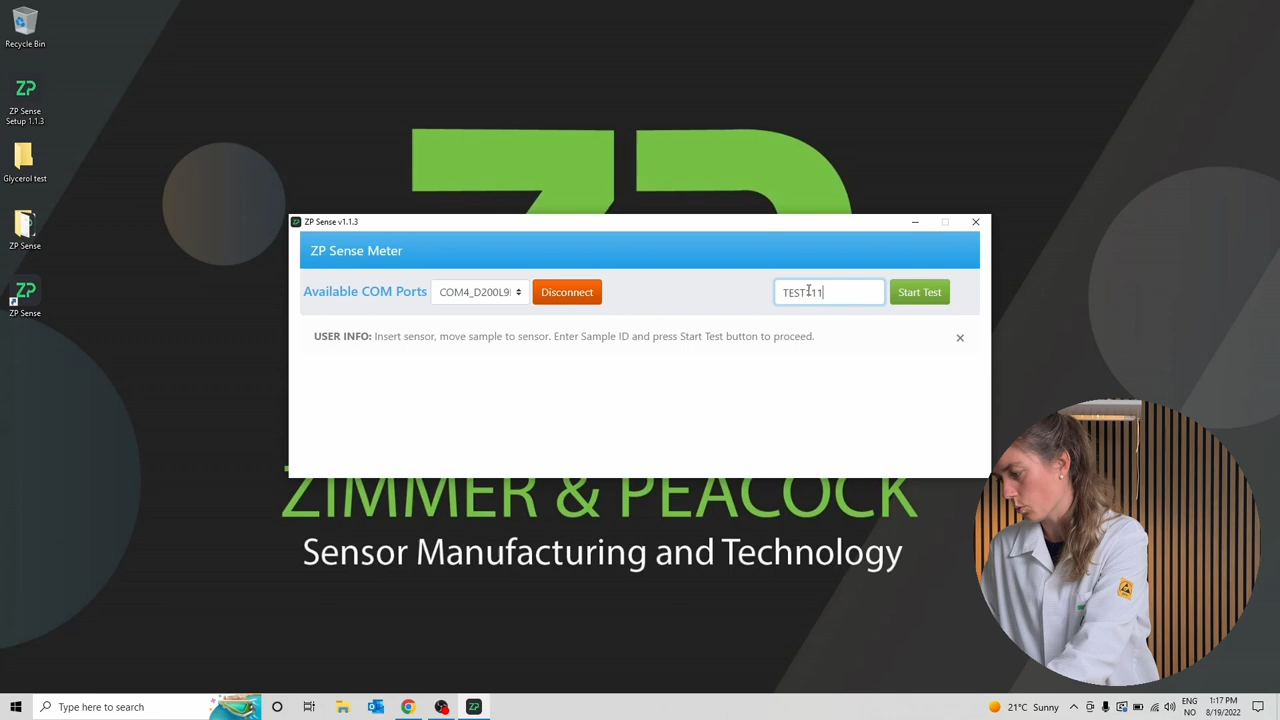 Recycle Bin
ZP
ZP Sense
Setup 1.1.3
Glycerol test
ZP Sense
ZP
ZP Sense
ZP Sense v1.1.3
ZP Sense Meter
Available COM Ports
COM4_D200L9
Disconnect
Start Test
USER INFO: Insert sensor, move sample to sensor. Enter Sample ID and press Start Test button to proceed.
ZIMMER & PEACOCK
Sensor Manufacturing and Technology
Type here to search
21°C Sunny
ENG
NO
1:17 PM
8/19/2022